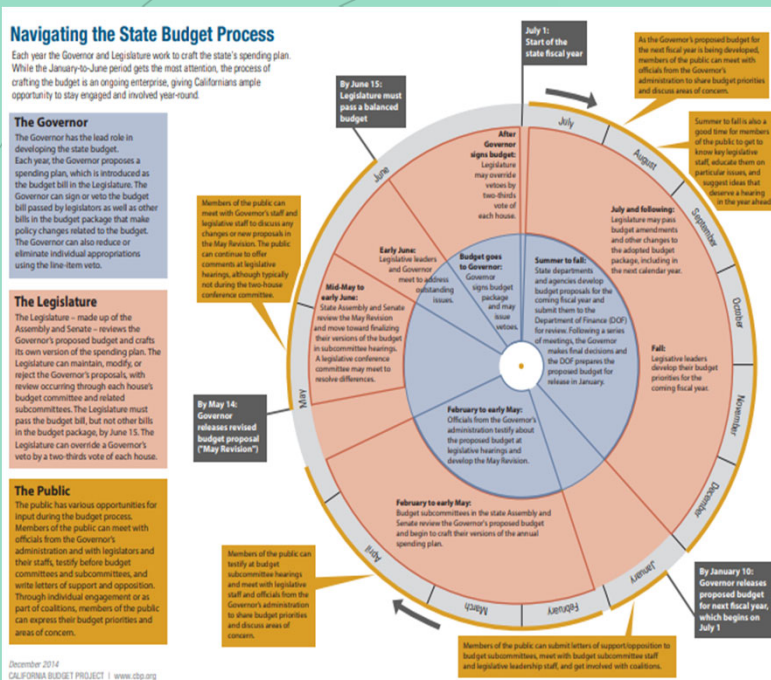 Navigating the State Budget Process
Each year the Governor and Legislature work to craft the state's spending plan.
While the January-to-June period gets the most attention, the process of
crafting the budget is an ongoing enterprise, giving Californians ample
opportunity to stay engaged and involved year-round.
The Governor
The Governor has the lead role in
developing the state budget.
Each year, the Governor proposes a
spending plan, which is introduced as
the budget bill in the Legislature. The
Governor can sign or veto the budget
bill passed by legislators as well as other
bills in the budget package that make
policy changes related to the budget.
The Governor can also reduce or
eliminate individual appropriations
using the line-item veto.
The Legislature
The Legislature – made up of the
Assembly and Senate – reviews the
Governor's proposed budget and crafts
its own version of the spending plan. The
Legislature can maintain, modify, or
reject the Governor's proposals, with
review occurring through each house's
budget committee and related
subcommittees. The Legislature must
pass the budget bill, but not other bills
in the budget package, by June 15. The
Legislature can override a Governor's
veto by a two-thirds vote of each house.
The Public
The public has various opportunities for
input during the budget process.
Members of the public can meet with
officials from the Governor's
administration and with legislators and
their staffs, testify before budget
committees and subcommittees, and
write letters of support and opposition.
Through individual engagement or as
part of coalitions, members of the public
can express their budget priorities and
areas of concern.
December 2014
CALIFORNIA BUDGET PROJECT | www.cbp.org
July 1:
Start of the
state fiscal year
By June 15:
Legislature must
pass a balanced
budget
As the Governor's proposed budget for
the next fiscal year is being developed,
members of the public can meet with
officials from the Governor's
administration to share budget priorities
and discuss areas of concern.
Summer to fall is also a
good time for members
of the public to get to
know key legislative
staff, educate them on
particular issues, and
suggest ideas that
deserve a hearing
in the year ahead
Members of the public can
meet with Governor's staff and
legislative staff to discuss any
changes or new proposals in
the May Revision. The public
can continue to offer
comments at legislative
hearings, although typically
not during the two-house
conference committee.
By May 14:
Governor
releases revised
budget proposal
("May Revision")
Members of the public can
testify at budget
subcommittee hearings
and meet with legislative
staff and officials from the
Governor's administration
to share budget priorities
and discuss areas of
concern.
Members of the public can submit letters of support/opposition to
budget subcommittees, meet with budget subcommittee staff
and legislative leadership staff, and get involved with coalitions.
By January 10:
Governor releases
proposed budget
for next fiscal year,
which begins on
July 1
July
August
September
October
November
December
January
February
March
April
May
June
After
Governor
signs budget:
Legislature
may override
vetoes by
two-thirds
vote of
each house.
July and following:
Legislature may pass
budget amendments
and other changes to
the adopted budget
package, including in
the next calendar year.
Early June:
Legislative leaders
and Governor
meet to address
outstanding
issues.
Budget goes
to Governor:
Governor
signs budget
package
and may
issue
vetoes.
Summer to fall:
State departments
and agencies develop
budget proposals for the
coming fiscal year and
submit them to the
Department of Finance (DOF)
for review. Following a series
of meetings, the Governor
makes final decisions and
the DOF prepares the
proposed budget for
release in January.
Mid-May to
early June:
State Assembly and Senate
review the May Revision
and move toward finalizing
their versions of the budget
in subcommittee hearings.
A legislative conference
committee may meet to
resolve differences.
Fall:
Legislative leaders
develop their budget
priorities for the
coming fiscal year.
February to early May:
Officials from the Governor's
administration testify about
the proposed budget at
legislative hearings and
develop the May Revision.
February to early May:
Budget subcommittees in the state Assembly and
Senate review the Governor's proposed budget
and begin to craft their versions of the annual
spending plan.